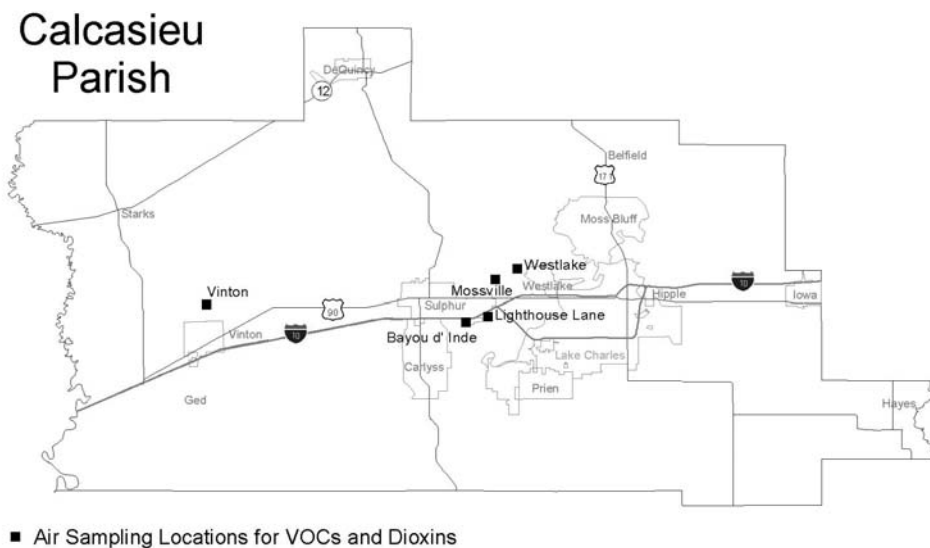 Calcasieu
Parish
DeQuincy
12
Belfield
171
Starks
Moss Bluff
Westlake
Vinton
Mossville
Westlake
10
90
Sulphur
Hipple
Iowa
Lighthouse Lane
10
Vinton
Bayou d' Inde
Lake Charles
Carlyss
Prien
Ged
Hayes
Air Sampling Locations for VOCs and Dioxins